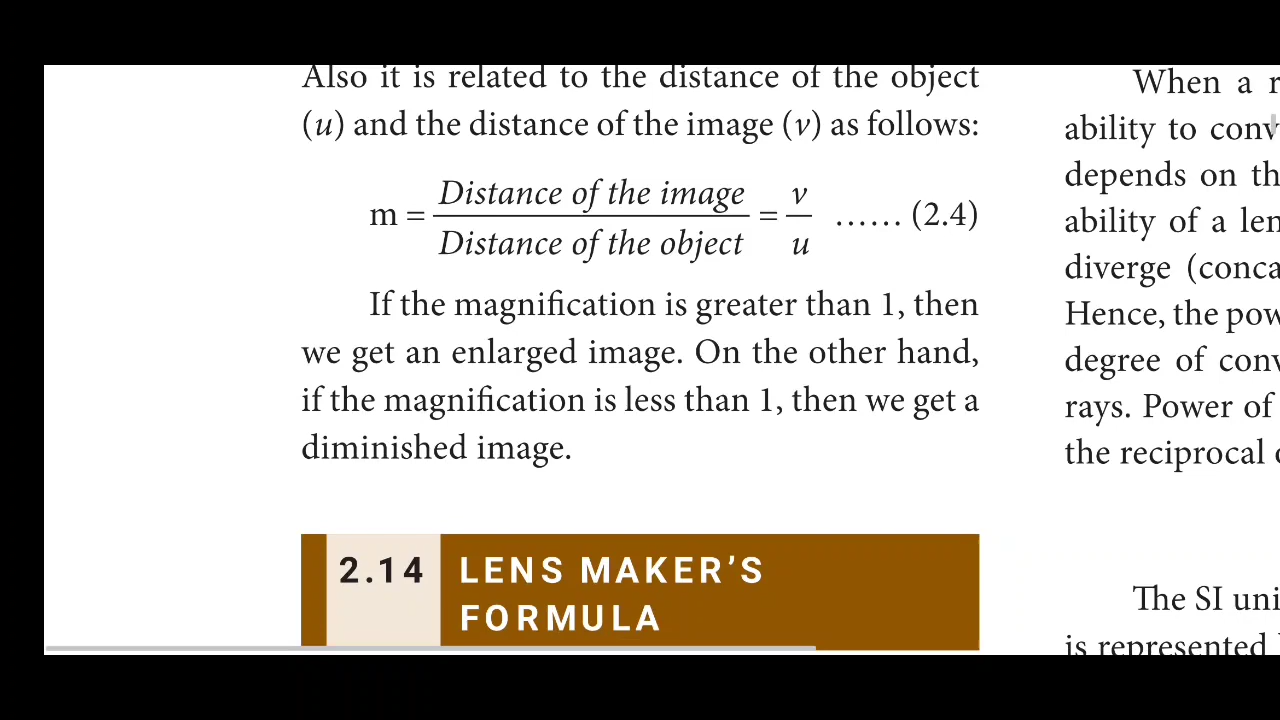 Also it is related to the distance of the object
(u) and the distance of the image (v) as follows:
m = Distance of the image / Distance of the object = v / u ...... (2.4)
If the magnification is greater than 1, then
we get an enlarged image. On the other hand,
if the magnification is less than 1, then we get a
diminished image.
2.14 LENS MAKER’S
FORMULA
When a
ability to
depends on
ability of a
diverge
Hence, the
degree of
rays. Power of
the reciprocal
The SI
is represented